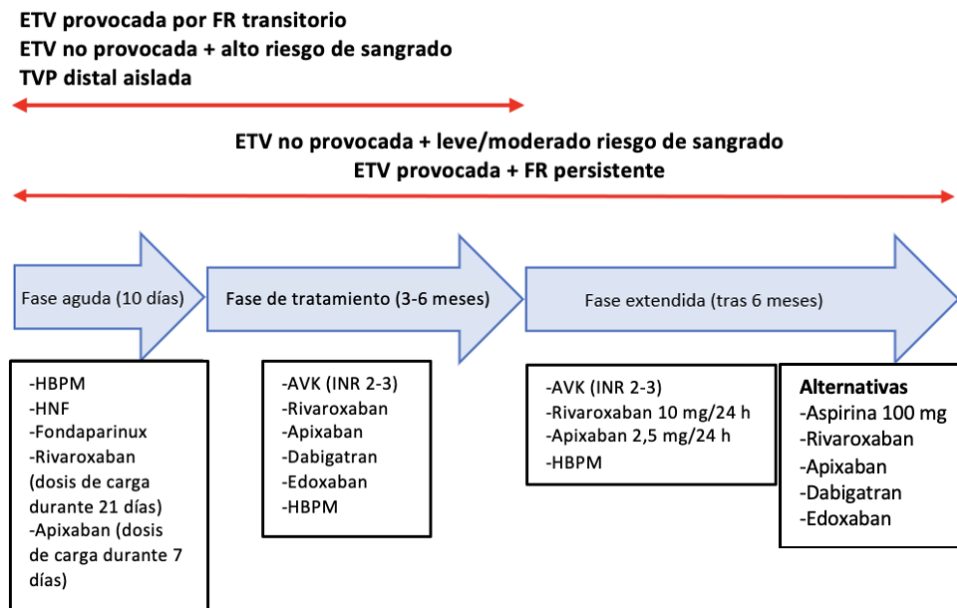 ETV provocada por FR transitorio
ETV no provocada + alto riesgo de sangrado
TVP distal aislada
ETV no provocada + leve/moderado riesgo de sangrado
ETV provocada + FR persistente
Fase aguda (10 días)
Fase de tratamiento (3-6 meses)
Fase extendida (tras 6 meses)
-HBPM
-HNF
-Fondaparinux
-Rivaroxaban
(dosis de carga
durante 21 días)
-Apixaban (dosis
de carga durante 7
días)
-AVK (INR 2-3)
-Rivaroxaban
-Apixaban
-Dabigatran
-Edoxaban
-HBPM
-AVK (INR 2-3)
-Rivaroxaban 10 mg/24 h
-Apixaban 2,5 mg/24 h
-HBPM
Alternativas
-Aspirina 100 mg
-Rivaroxaban
-Apixaban
-Dabigatran
-Edoxaban